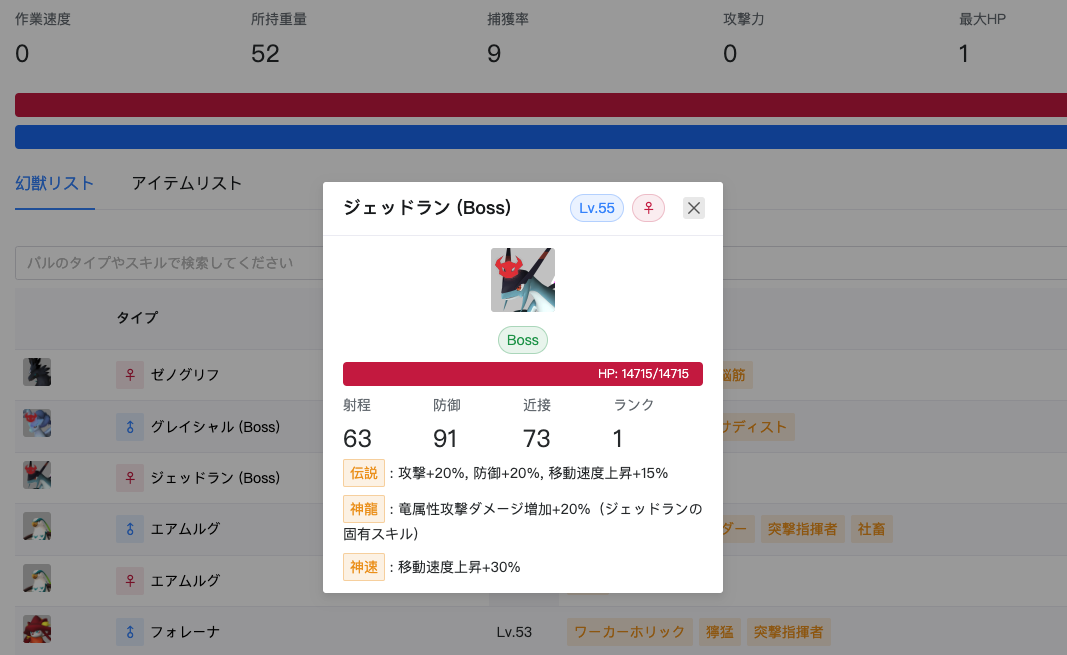 作業速度 所持重量 捕獲率 攻撃力 最大HP
0 52 9 0 1
幻獣リスト アイテムリスト
パルのタイプやスキルで検索してください
タイプ
ゼノグリフ 脳筋
グレイシャル (Boss) サディスト
ジェッドラン (Boss)
エアムルグ ダー 突撃指揮者 社畜
エアムルグ
フォレーナ Lv.53 ワーカーホリック 獰猛 突撃指揮者
ジェッドラン (Boss) Lv.55 ♀
Boss
HP: 14715/14715
射程 防御 近接 ランク
63 91 73 1
伝説 : 攻撃+20%, 防御+20%, 移動速度上昇+15%
神龍 : 竜属性攻撃ダメージ増加+20%（ジェッドランの
固有スキル）
神速 : 移動速度上昇+30%